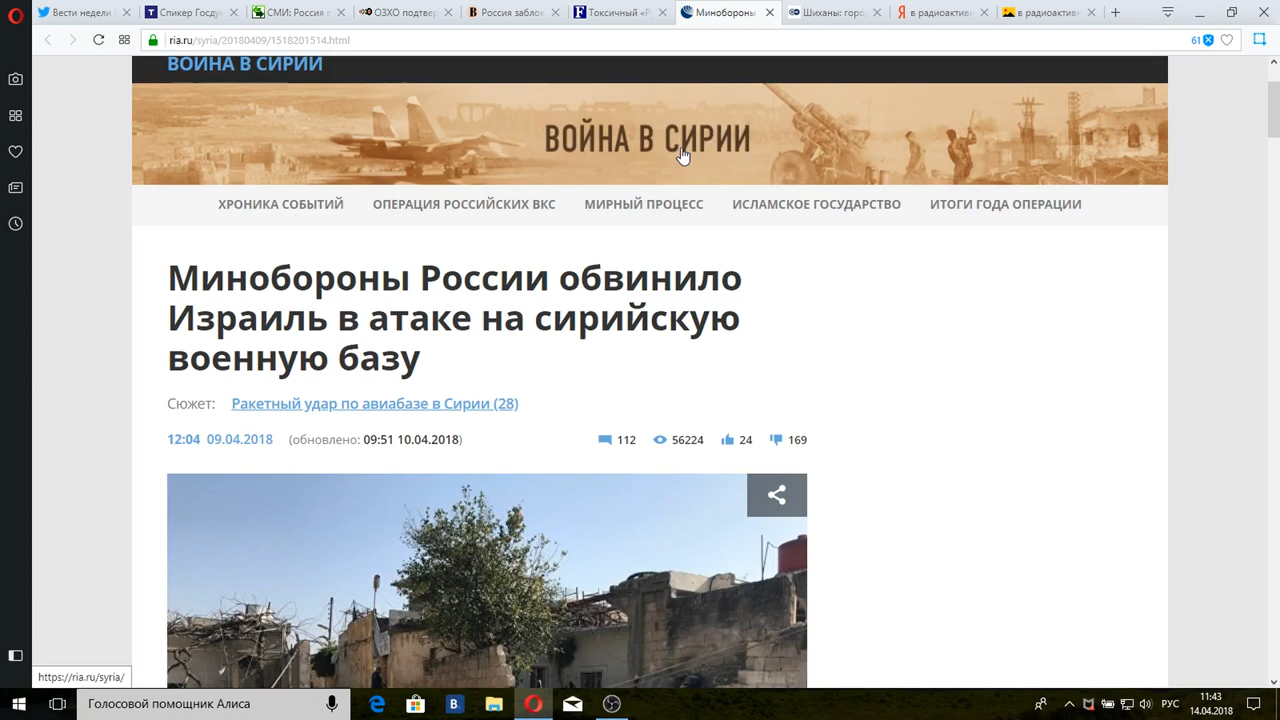 Вести недели
Спикер Госду
СМИ: Россия в
ОЗХО подтвер
Россия заблок
Токсичный «Р
Минобороны
Шиханы: горо
в радиоактивн
в радиоактивн
ria.ru/syria/20180409/1518201514.html
61
ВОЙНА В СИРИИ
ВОЙНА В СИРИИ
ХРОНИКА СОБЫТИЙ
ОПЕРАЦИЯ РОССИЙСКИХ ВКС
МИРНЫЙ ПРОЦЕСС
ИСЛАМСКОЕ ГОСУДАРСТВО
ИТОГИ ГОДА ОПЕРАЦИИ
Минобороны России обвинило
Израиль в атаке на сирийскую
военную базу
Сюжет: Ракетный удар по авиабазе в Сирии (28)
12:04 09.04.2018 (обновлено: 09:51 10.04.2018)
112 56224 24 169
https://ria.ru/syria/
Голосовой помощник Алиса
РУС
11:43
14.04.2018